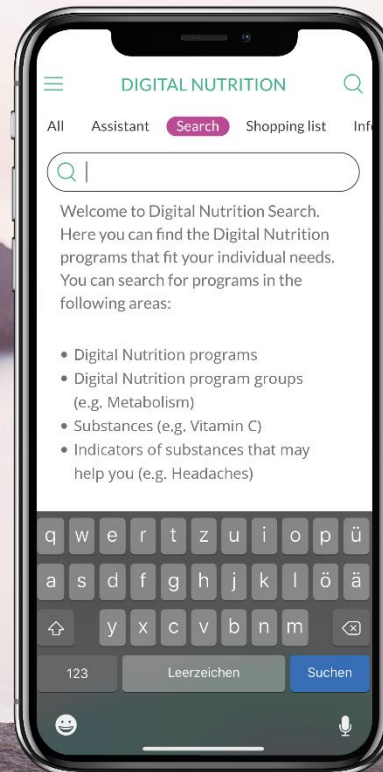 DIGITAL NUTRITION
All Assistant Search Shopping list Inf
Welcome to Digital Nutrition Search.
Here you can find the Digital Nutrition
programs that fit your individual needs.
You can search for programs in the
following areas:
• Digital Nutrition programs
• Digital Nutrition program groups
(e.g. Metabolism)
• Substances (e.g. Vitamin C)
• Indicators of substances that may
help you (e.g. Headaches)
q w e r t z u i o p ü
a s d f g h j k l ö ä
y x c v b n m
123 Leerzeichen Suchen